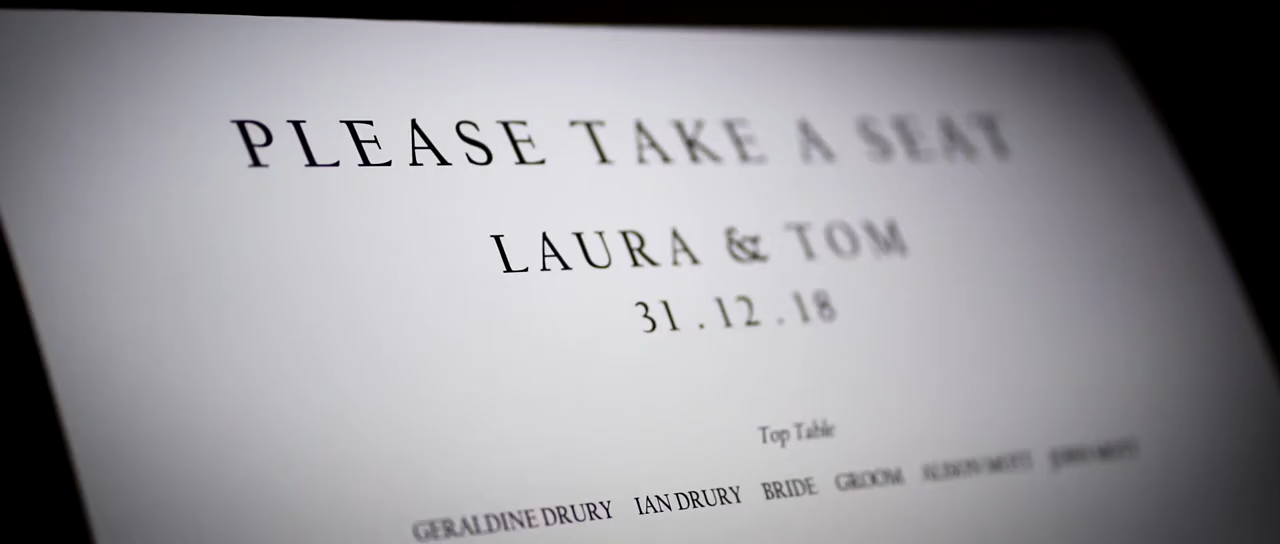 PLEASE TAKE A SEAT
LAURA & TOM
31.12.18
Top Table
GERALDINE DRURY IAN DRURY BRIDE GROOM